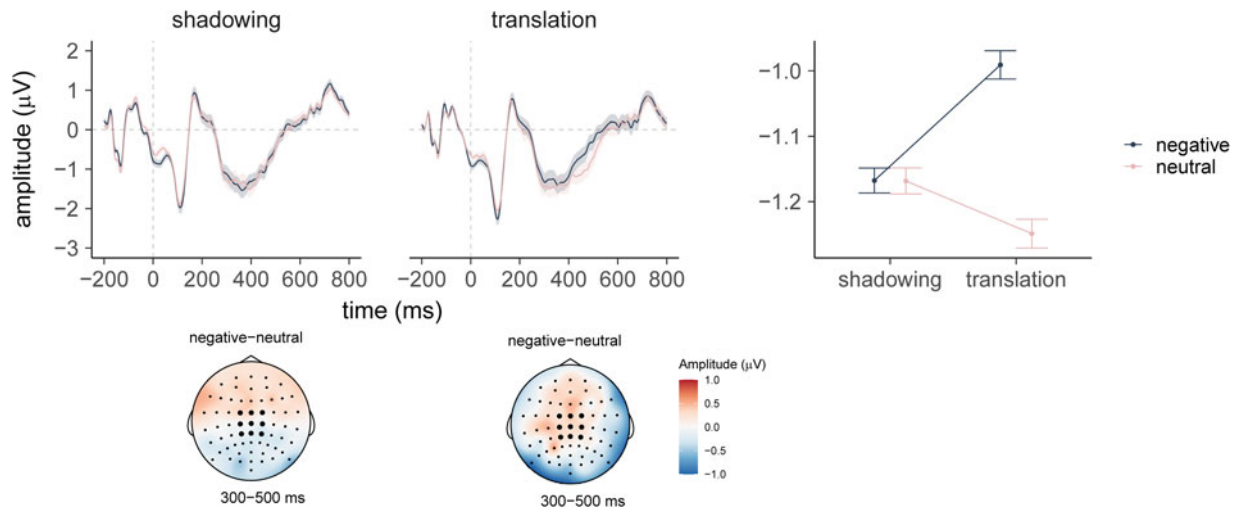 shadowing
translation
amplitude (μV)
2
1
0
−1
−2
−3
−200 0 200 400 600 800
−200 0 200 400 600 800
time (ms)
−1.0
−1.1
−1.2
shadowing translation
negative
neutral
negative−neutral
300−500 ms
negative−neutral
300−500 ms
Amplitude (μV)
1.0
0.5
0.0
−0.5
−1.0